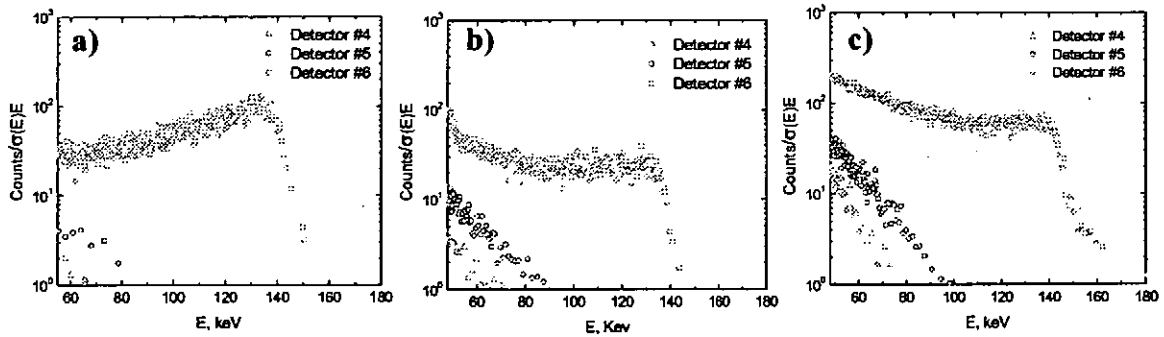 a)
Detector #4
Detector #5
Detector #6
Counts/σ(E)E
10³
10²
10¹
10⁰
60 80 100 120 140 160 180
E, keV
b)
Detector #4
Detector #5
Detector #6
Counts/σ(E)E
10³
10²
10¹
10⁰
60 80 100 120 140 160 180
E, Kev
c)
Detector #4
Detector #5
Detector #6
Counts/σ(E)E
10³
10²
10¹
10⁰
60 80 100 120 140 160 180
E, keV